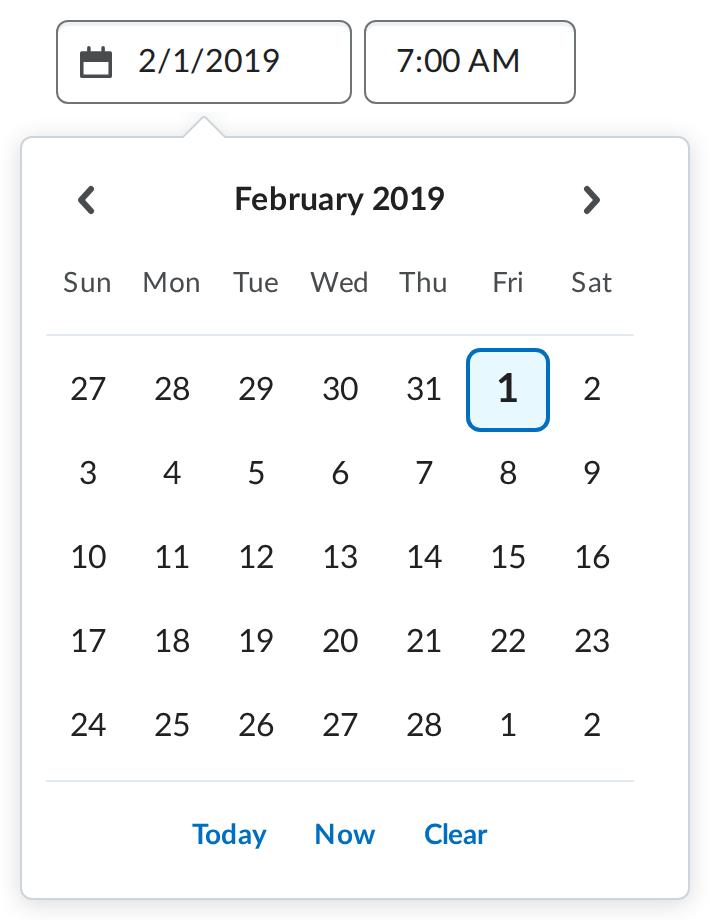 2/1/2019 7:00 AM
February 2019
Sun Mon Tue Wed Thu Fri Sat
27 28 29 30 31 1 2
3 4 5 6 7 8 9
10 11 12 13 14 15 16
17 18 19 20 21 22 23
24 25 26 27 28 1 2
Today Now Clear